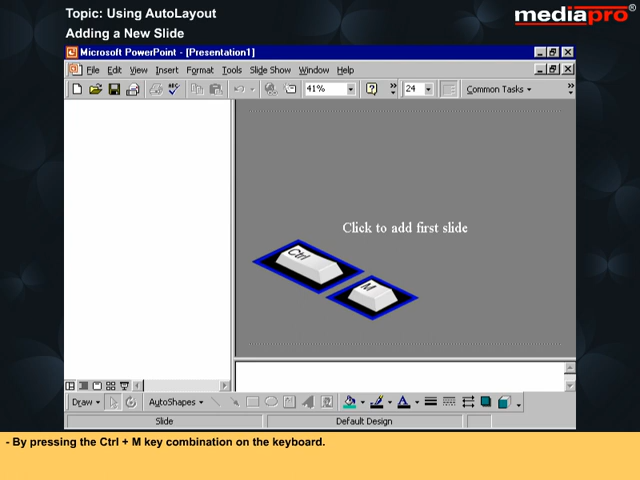 Topic: Using AutoLayout
Adding a New Slide
mediapro®
Microsoft PowerPoint - [Presentation1]
File Edit View Insert Format Tools Slide Show Window Help
ABC 41% ? » 24 Common Tasks »
Click to add first slide
Ctrl
M
Draw AutoShapes A
Slide Default Design
- By pressing the Ctrl + M key combination on the keyboard.